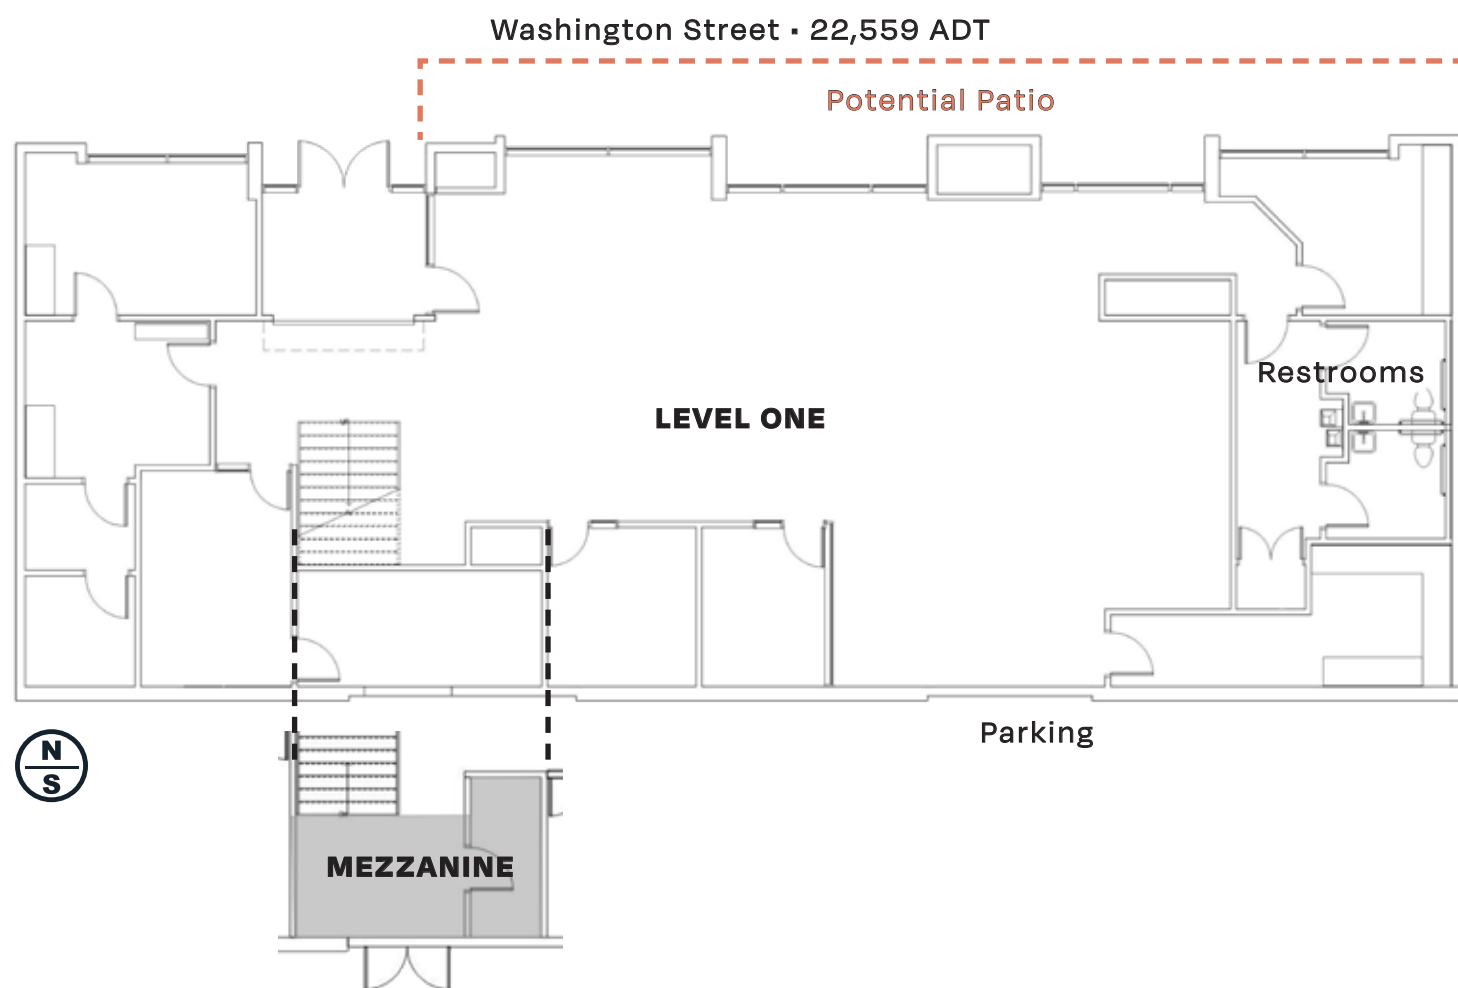 Washington Street ▪ 22,559 ADT
Potential Patio
Restrooms
LEVEL ONE
Parking
N
S
MEZZANINE